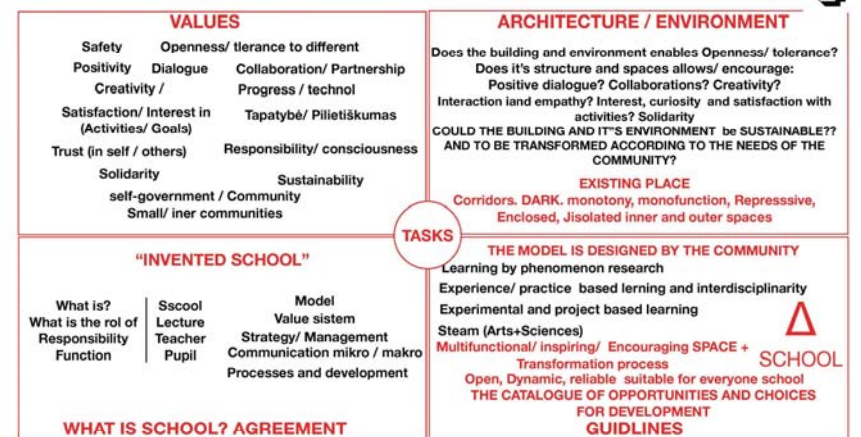 VALUES
Safety Openness/ tlerance to different
Positivity Dialogue Collaboration/ Partnership
Creativity / Progress / technol
Satisfaction/ Interest in
(Activities/ Goals)
Tapatybė/ Pilietiškumas
Trust (in self / others) Responsibility/ consciousness
Solidarity Sustainability
self-government / Community
Small/ iner communities
ARCHITECTURE / ENVIRONMENT
Does the building and environment enables Openness/ tolerance?
Does it's structure and spaces allows/ encourage:
Positive dialogue? Collaborations? Creativity?
Interaction iand empathy? Interest, curiosity and satisfaction with
activities? Solidarity
COULD THE BUILDING AND IT"S ENVIRONMENT be SUSTAINABLE??
AND TO BE TRANSFORMED ACCORDING TO THE NEEDS OF THE
COMMUNITY?
EXISTING PLACE
Corridors. DARK. monotony, monofunction, Represssive,
Enclosed, Jisolated inner and outer spaces
TASKS
"INVENTED SCHOOL"
What is?
What is the rol of
Responsibility
Function
Sscool
Lecture
Teacher
Pupil
Model
Value sistem
Strategy/ Management
Communication mikro / makro
Processes and development
WHAT IS SCHOOL? AGREEMENT
THE MODEL IS DESIGNED BY THE COMMUNITY
Learning by phenomenon research
Experience/ practice based lerning and interdisciplinarity
Experimental and project based learning
Steam (Arts+Sciences)
Multifunctional/ inspiring/ Encouraging SPACE +
Transformation process
Open, Dynamic, reliable suitable for everyone school
THE CATALOGUE OF OPPORTUNITIES AND CHOICES
FOR DEVELOPMENT
GUIDLINES
Δ
SCHOOL